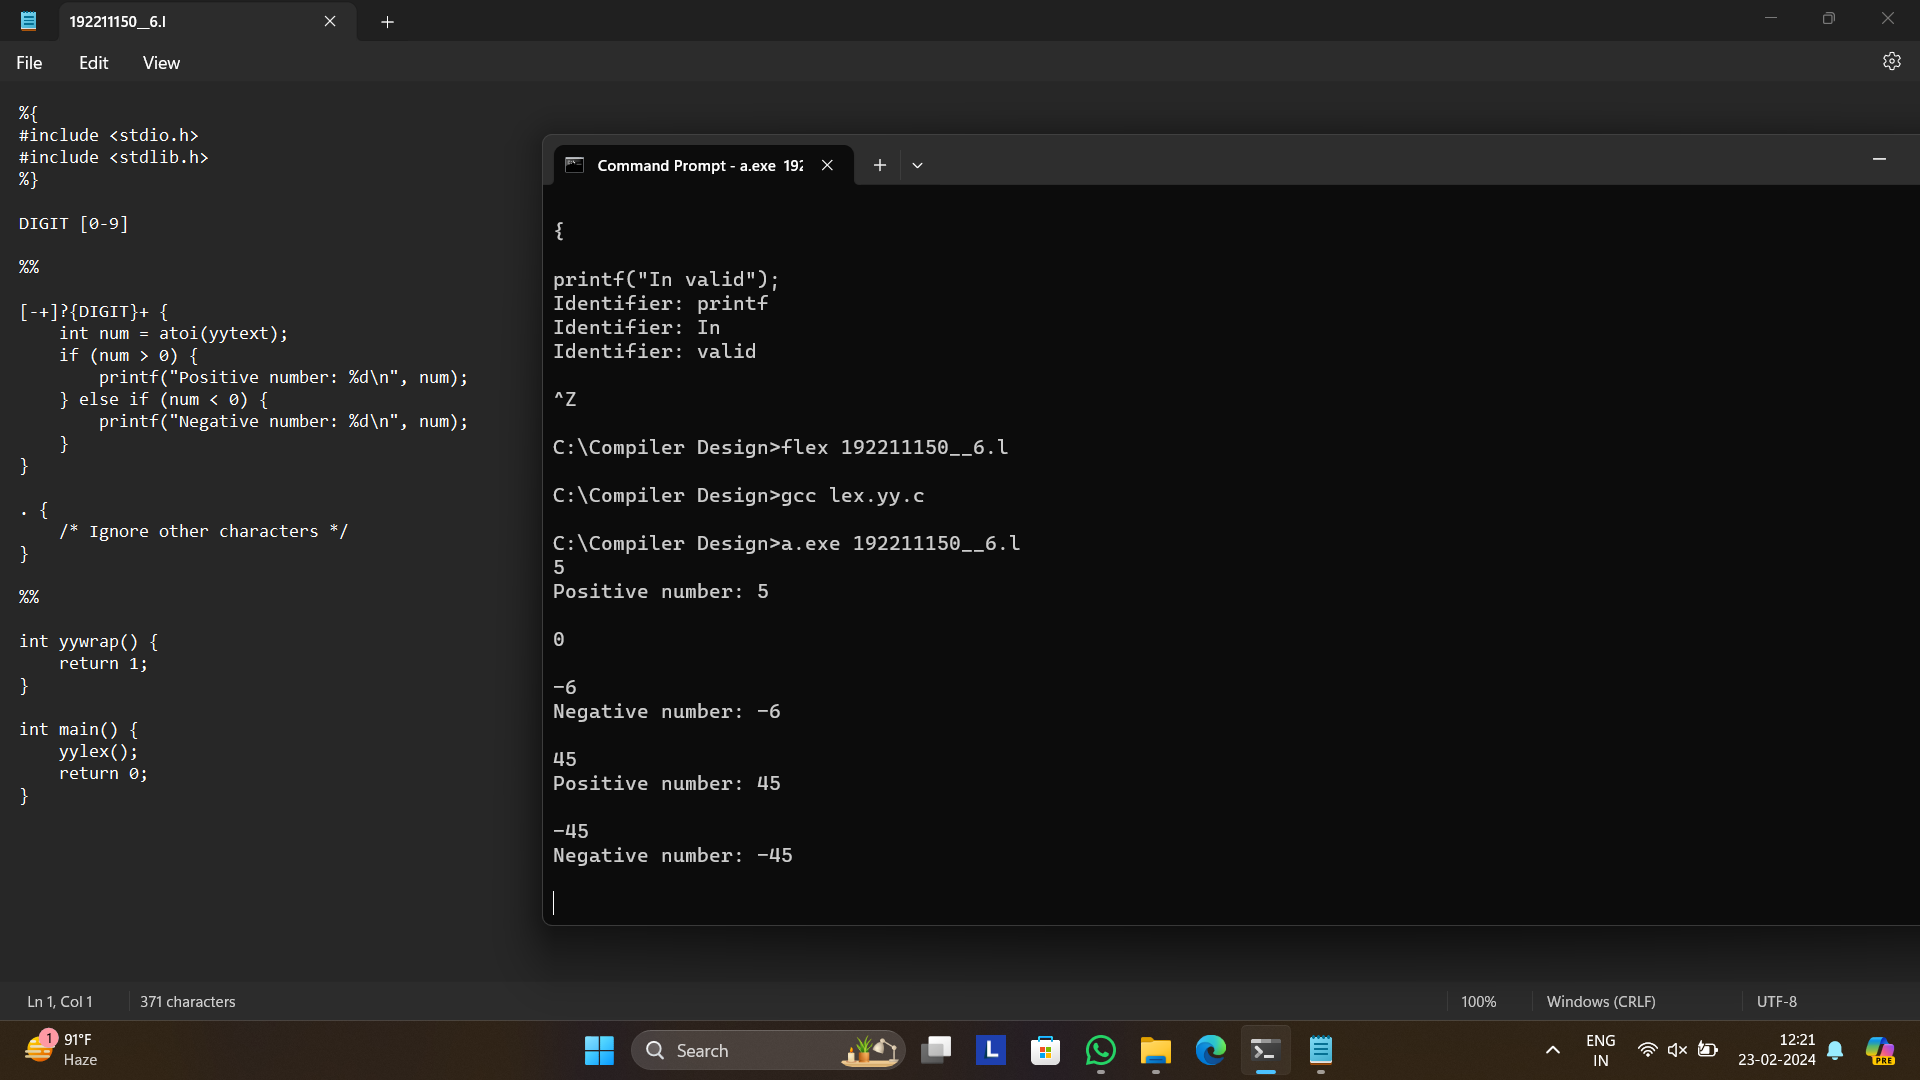 192211150__6.l
File Edit View
%{
#include <stdio.h>
#include <stdlib.h>
%}
DIGIT [0-9]
%%
[-+]?{DIGIT}+ {
    int num = atoi(yytext);
    if (num > 0) {
        printf("Positive number: %d\n", num);
    } else if (num < 0) {
        printf("Negative number: %d\n", num);
    }
}
. {
    /* Ignore other characters */
}
%%
int yywrap() {
    return 1;
}
int main() {
    yylex();
    return 0;
}
Command Prompt - a.exe 192
{
printf("In valid");
Identifier: printf
Identifier: In
Identifier: valid
^Z
C:\Compiler Design>flex 192211150__6.l
C:\Compiler Design>gcc lex.yy.c
C:\Compiler Design>a.exe 192211150__6.l
5
Positive number: 5
0
-6
Negative number: -6
45
Positive number: 45
-45
Negative number: -45
Ln 1, Col 1 371 characters 100% Windows (CRLF) UTF-8
1
91°F
Haze
Search
L
ENG
IN
12:21
23-02-2024
PRE